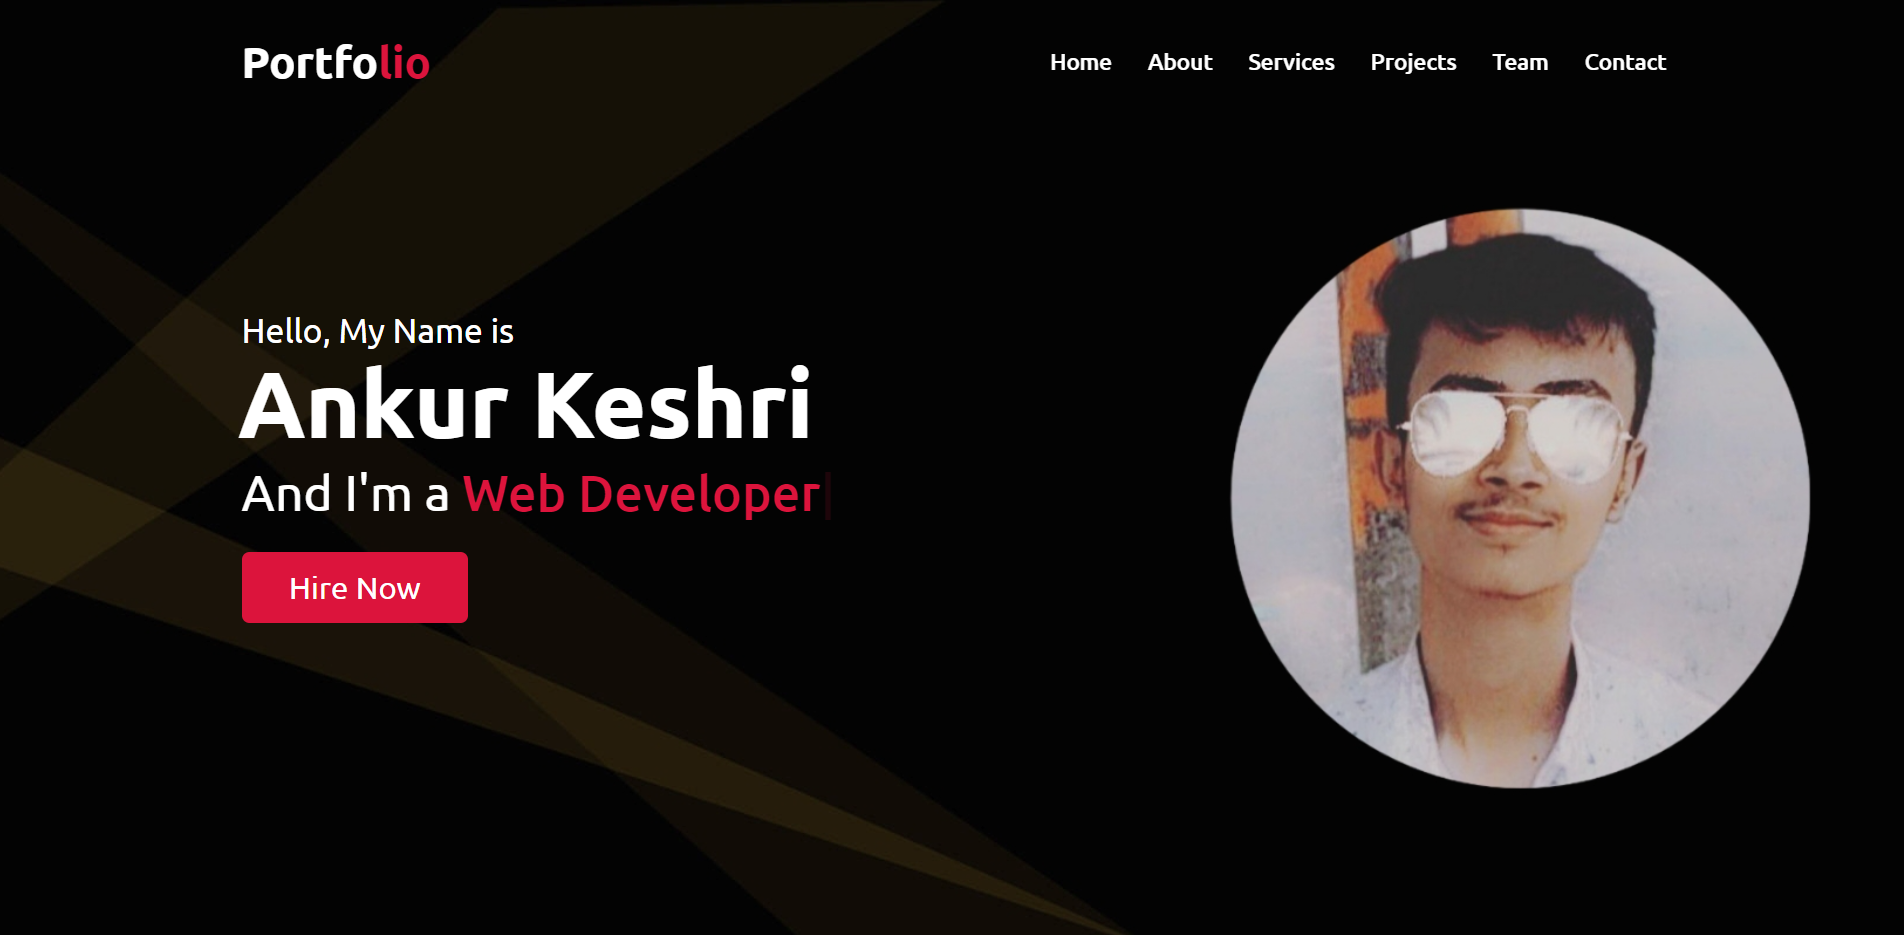 Portfolio
Home About Services Projects Team Contact
Hello, My Name is
Ankur Keshri
And I'm a Web Developer
Hire Now